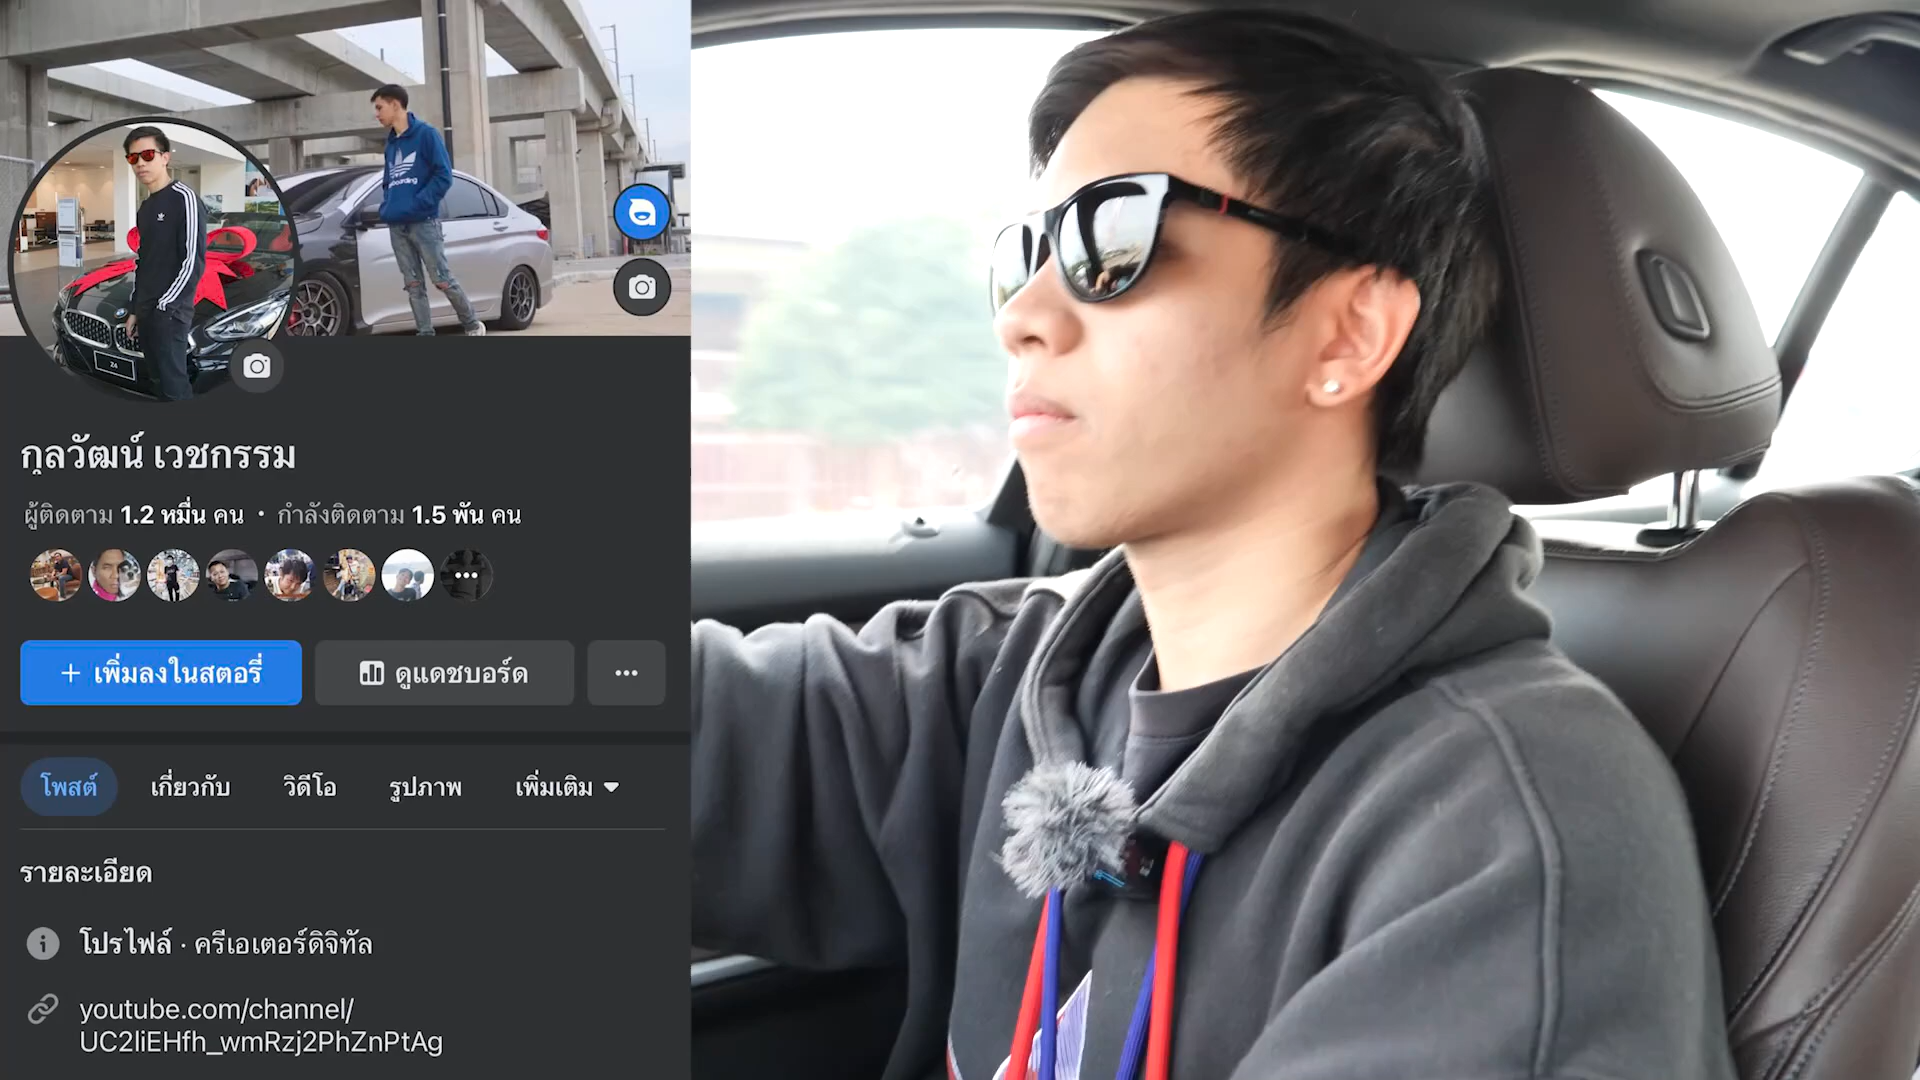 boarding
Z4
กุลวัฒน์ เวชกรรม
ผู้ติดตาม 1.2 หมื่น คน · กำลังติดตาม 1.5 พัน คน
+ เพิ่มลงในสตอรี่
ดูแดชบอร์ด
โพสต์ เกี่ยวกับ วิดีโอ รูปภาพ เพิ่มเติม
รายละเอียด
โปรไฟล์ · ครีเอเตอร์ดิจิทัล
youtube.com/channel/
UC2liEHfh_wmRzj2PhZnPtAg